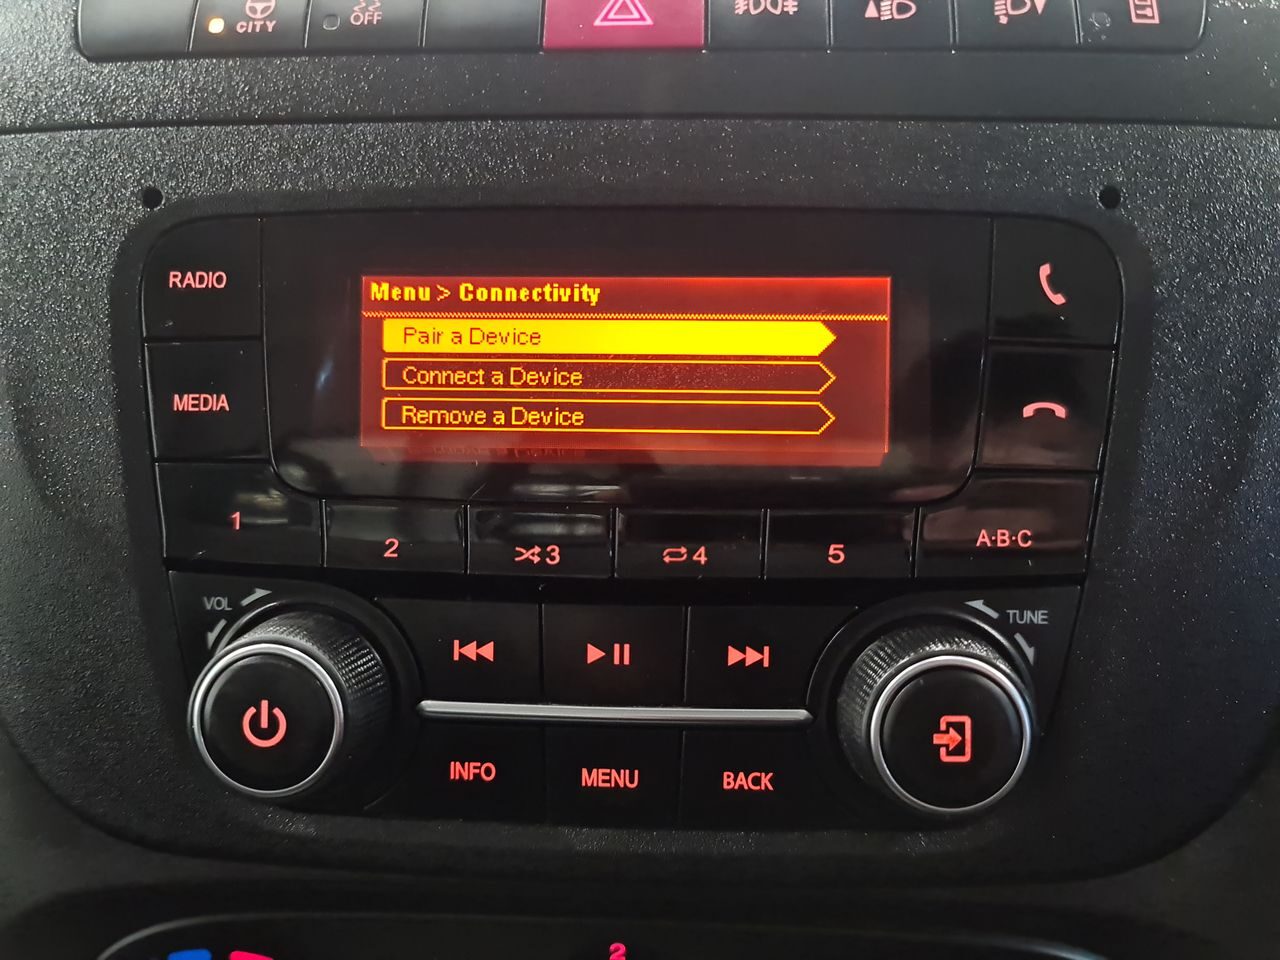 CITY
OFF
RADIO
Menu > Connectivity
Pair a Device
MEDIA
Connect a Device
Remove a Device
1
2
3
4
5
A·B·C
VOL
TUNE
INFO
MENU
BACK
2